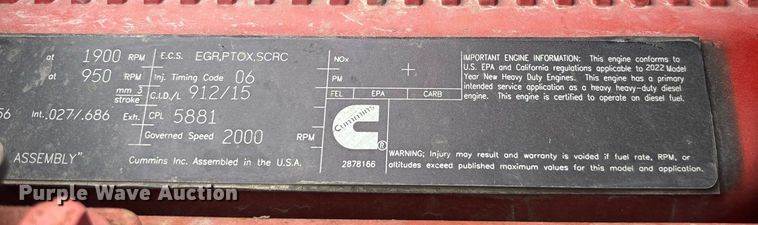 at 1900 RPM E.C.S. EGR,PTOX,SCRC
at 950 RPM Inj. Timing Code 06
mm 3 stroke C.I.D./L 912/15
56 Int. .027/.686 Exh. CPL 5881
Governed Speed 2000 RPM
ASSEMBLY" Cummins Inc. Assembled in the U.S.A.
NOx
PM
FEL EPA CARB
Cummins
®
2878166
IMPORTANT ENGINE INFORMATION: This engine conforms to
U.S. EPA and California regulations applicable to 2022 Model
Year New Heavy Duty Engines. This engine has a primary
intended service application as a heavy heavy-duty diesel
engine. This engine is certified to operate on diesel fuel.
WARNING; Injury may result and warranty is voided if fuel rate, RPM, or
altitudes exceed published maximum values for this model and application.
Purple Wave Auction